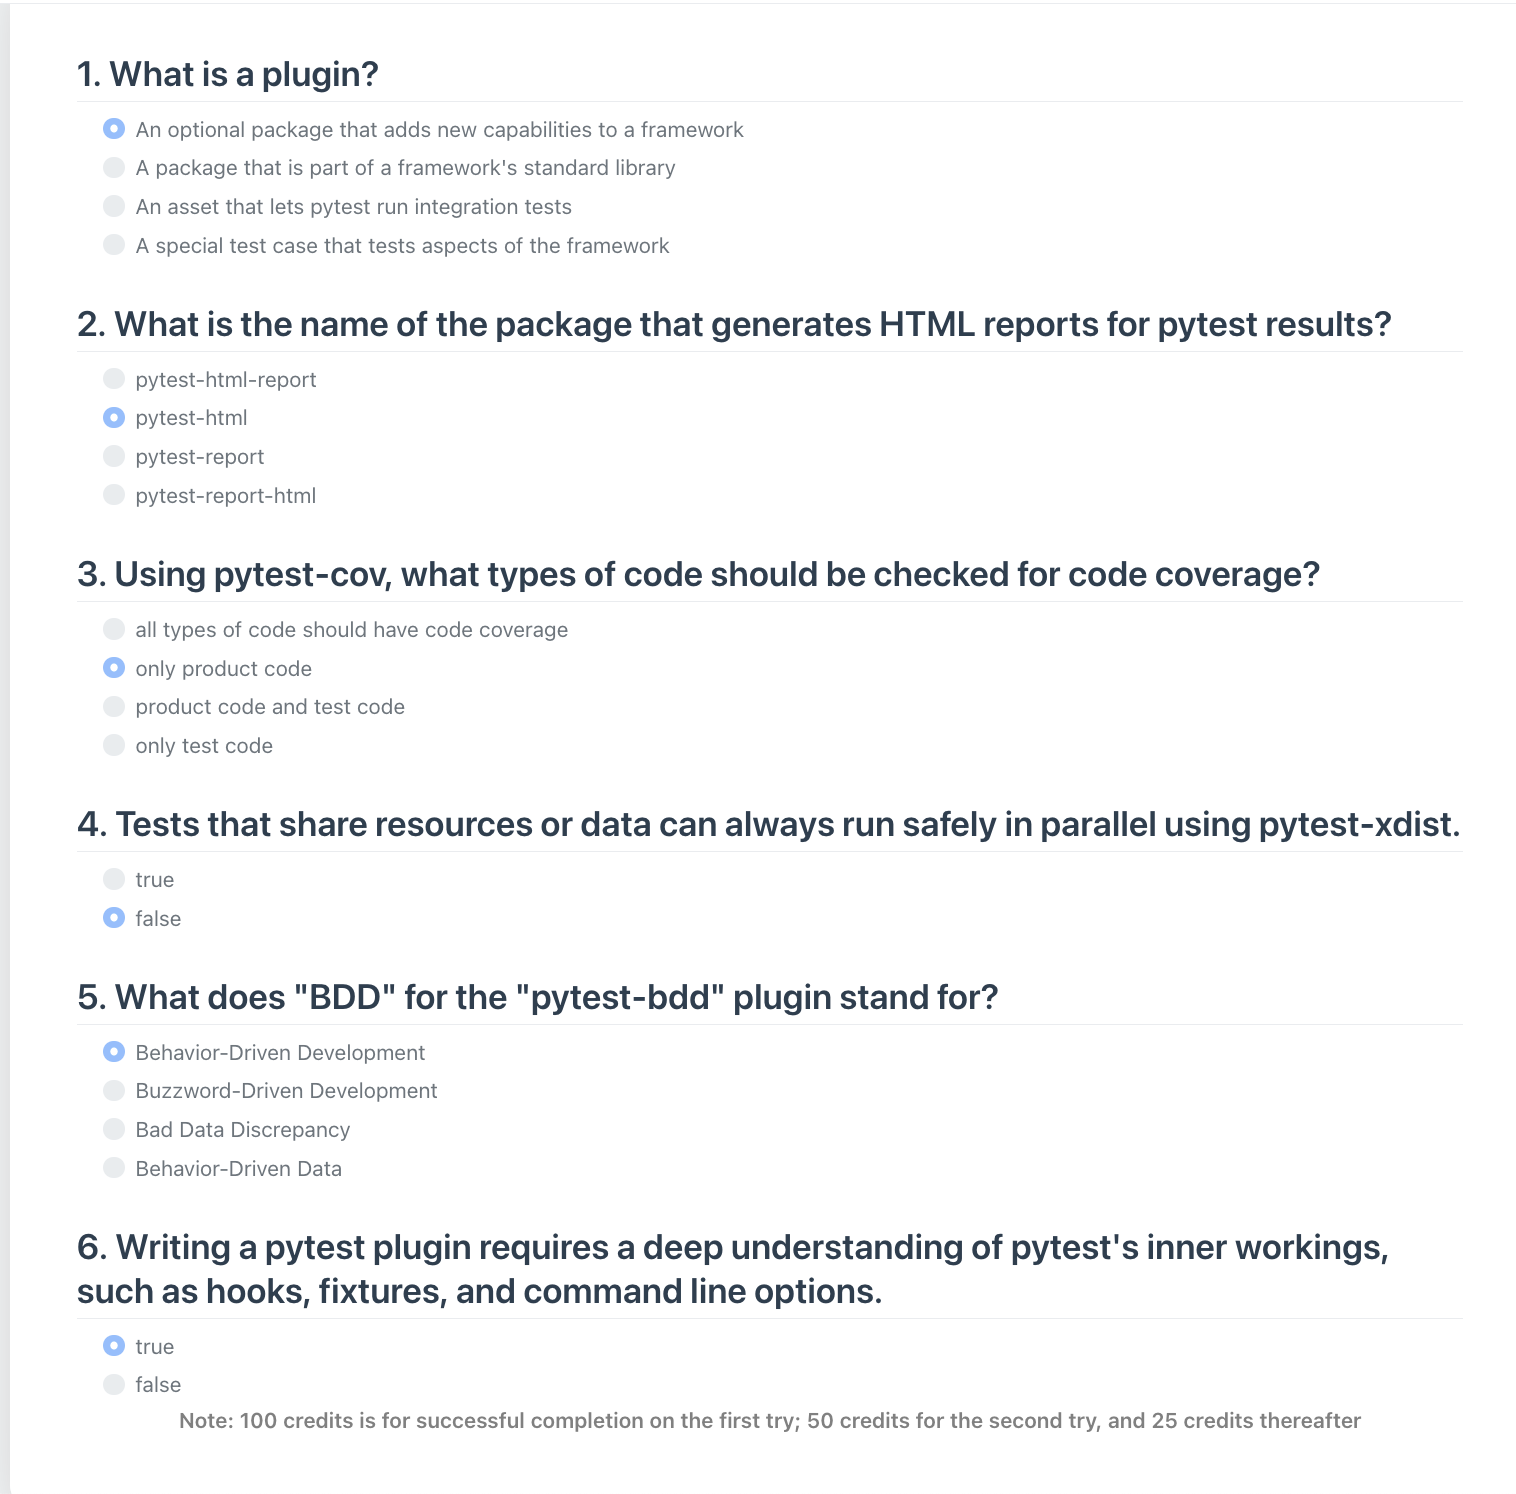 1. What is a plugin?
An optional package that adds new capabilities to a framework
A package that is part of a framework's standard library
An asset that lets pytest run integration tests
A special test case that tests aspects of the framework
2. What is the name of the package that generates HTML reports for pytest results?
pytest-html-report
pytest-html
pytest-report
pytest-report-html
3. Using pytest-cov, what types of code should be checked for code coverage?
all types of code should have code coverage
only product code
product code and test code
only test code
4. Tests that share resources or data can always run safely in parallel using pytest-xdist.
true
false
5. What does "BDD" for the "pytest-bdd" plugin stand for?
Behavior-Driven Development
Buzzword-Driven Development
Bad Data Discrepancy
Behavior-Driven Data
6. Writing a pytest plugin requires a deep understanding of pytest's inner workings,
such as hooks, fixtures, and command line options.
true
false
Note: 100 credits is for successful completion on the first try; 50 credits for the second try, and 25 credits thereafter